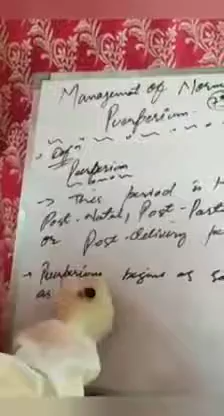 Management of Norm
Puerperium.
Defn
Puerperium
→ This period is
Post-Natal, Post-Part
or Post-delivery pe
→ Puerperium begins as so
as